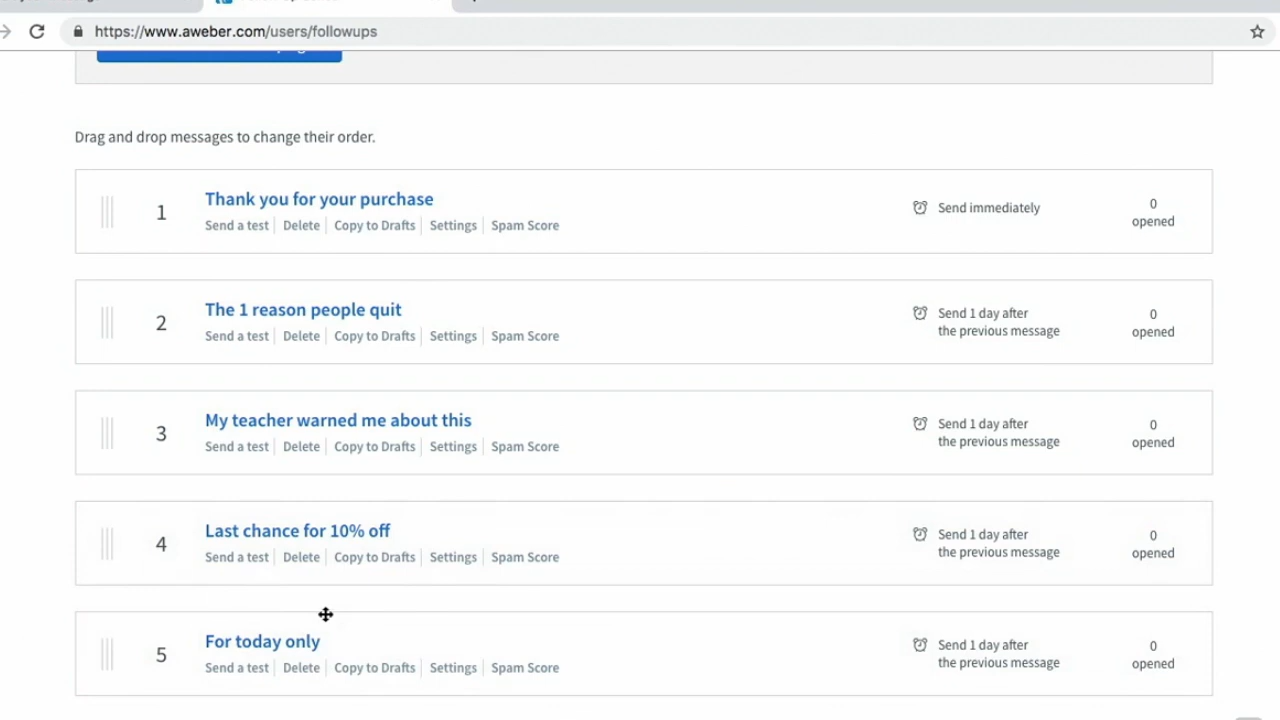 https://www.aweber.com/users/followups
Drag and drop messages to change their order.
1
Thank you for your purchase
Send a test Delete Copy to Drafts Settings Spam Score
Send immediately
0
opened
2
The 1 reason people quit
Send a test Delete Copy to Drafts Settings Spam Score
Send 1 day after
the previous message
0
opened
3
My teacher warned me about this
Send a test Delete Copy to Drafts Settings Spam Score
Send 1 day after
the previous message
0
opened
4
Last chance for 10% off
Send a test Delete Copy to Drafts Settings Spam Score
Send 1 day after
the previous message
0
opened
5
For today only
Send a test Delete Copy to Drafts Settings Spam Score
Send 1 day after
the previous message
0
opened